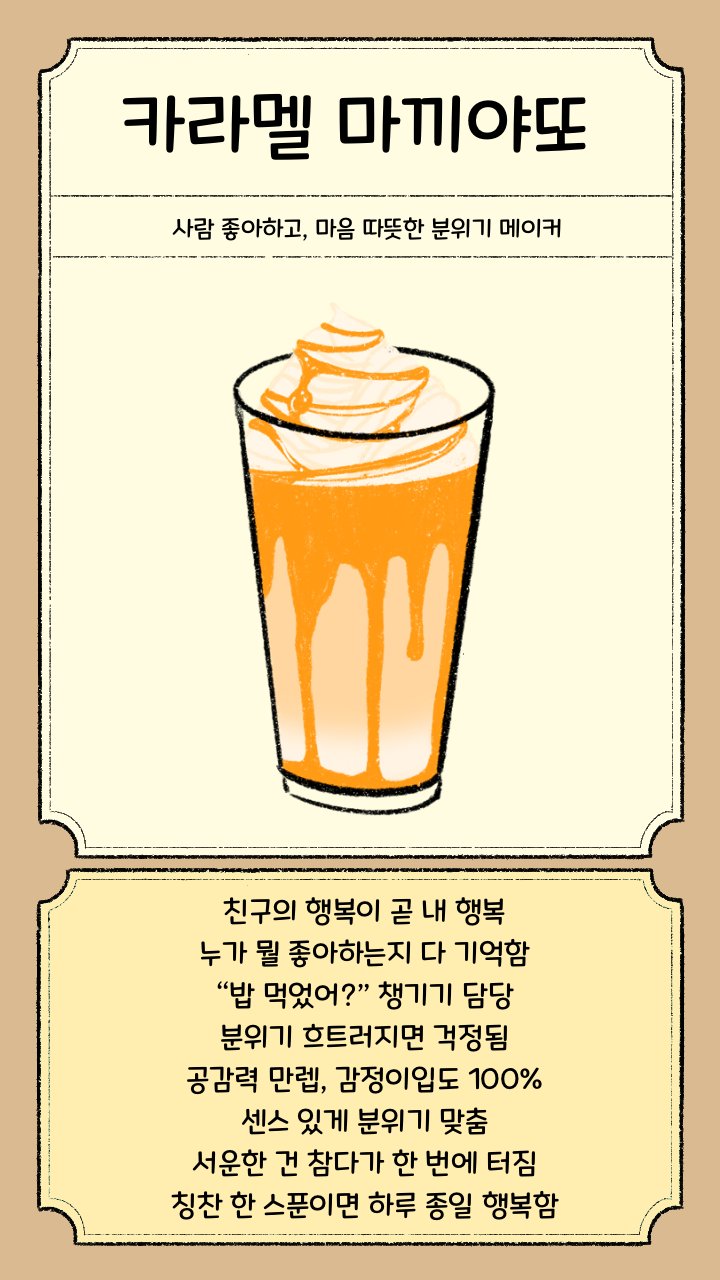 카라멜 마끼야또
사람 좋아하고, 마음 따뜻한 분위기 메이커
친구의 행복이 곧 내 행복
누가 뭘 좋아하는지 다 기억함
“밥 먹었어?” 챙기기 담당
분위기 흐트러지면 걱정됨
공감력 만렙, 감정이입도 100%
센스 있게 분위기 맞춤
서운한 건 참다가 한 번에 터짐
칭찬 한 스푼이면 하루 종일 행복함